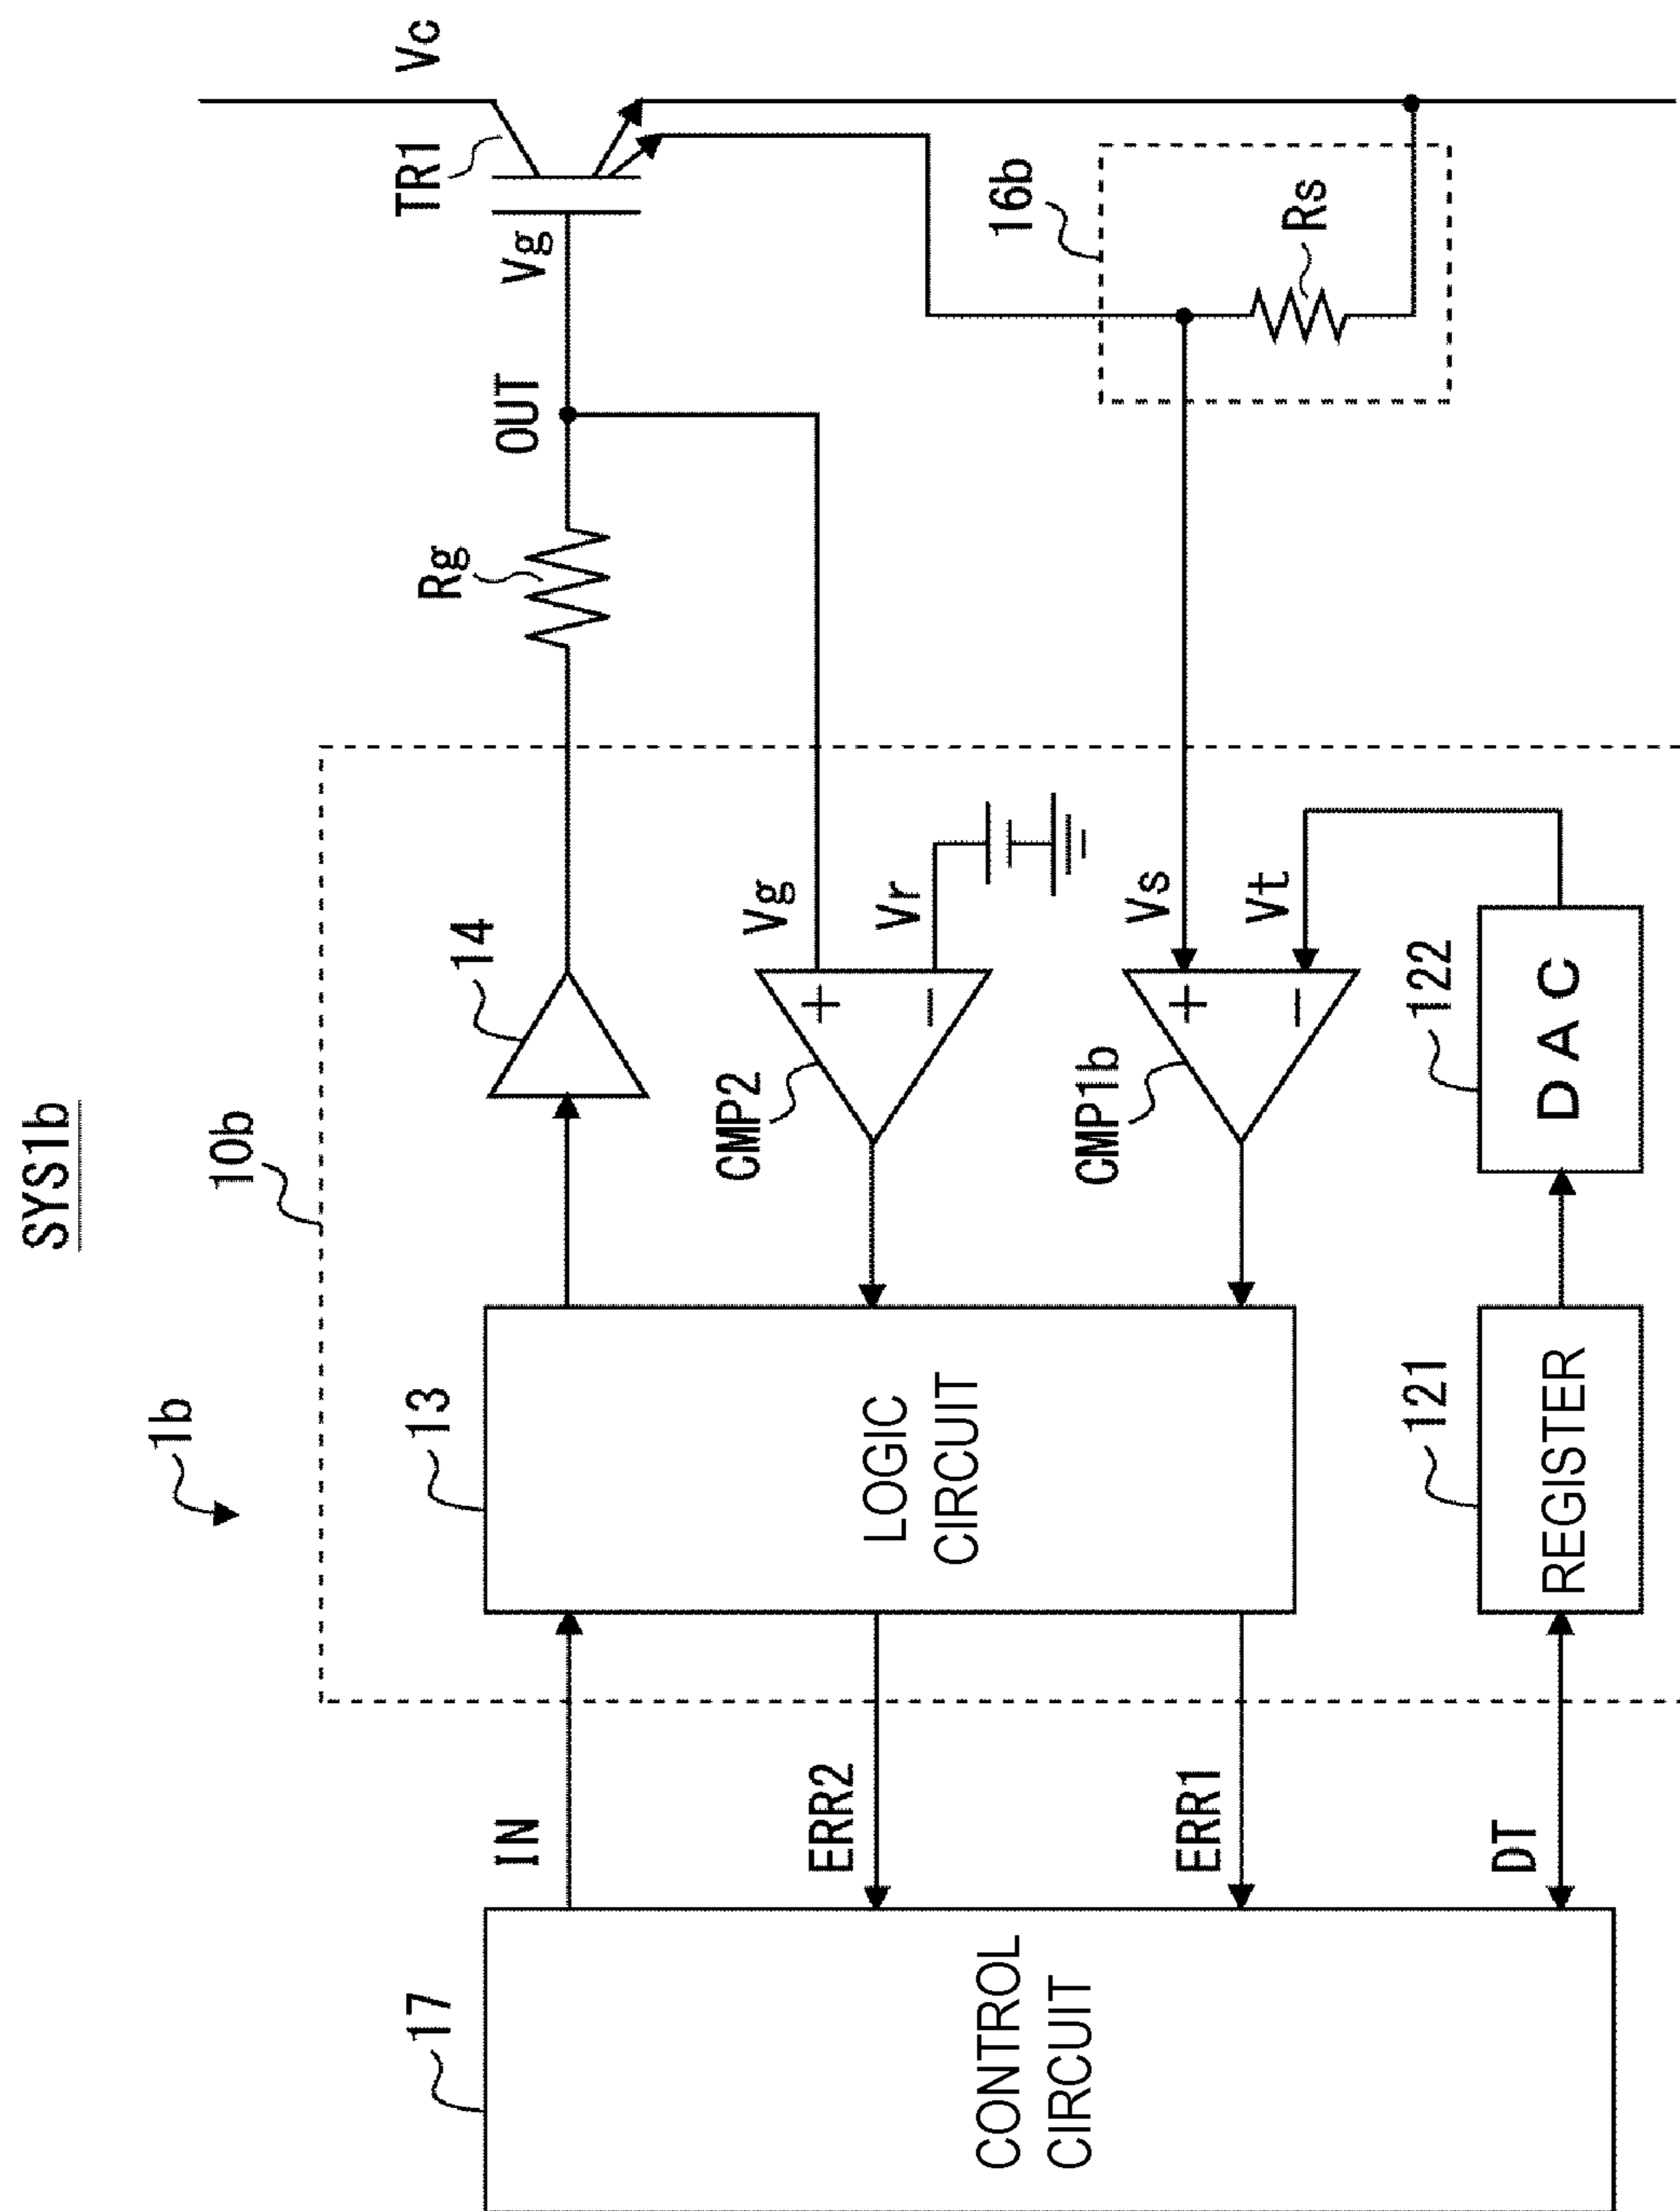 SYS1b
1b
10b
17
CONTROL
CIRCUIT
IN
ERR2
ERR1
DT
13
LOGIC
CIRCUIT
121
REGISTER
14
CMP2
+
−
Vg
Vr
CMP1b
+
−
Vs
Vt
122
DAC
Rg
OUT
Vg
TR1
Vc
16b
Rs